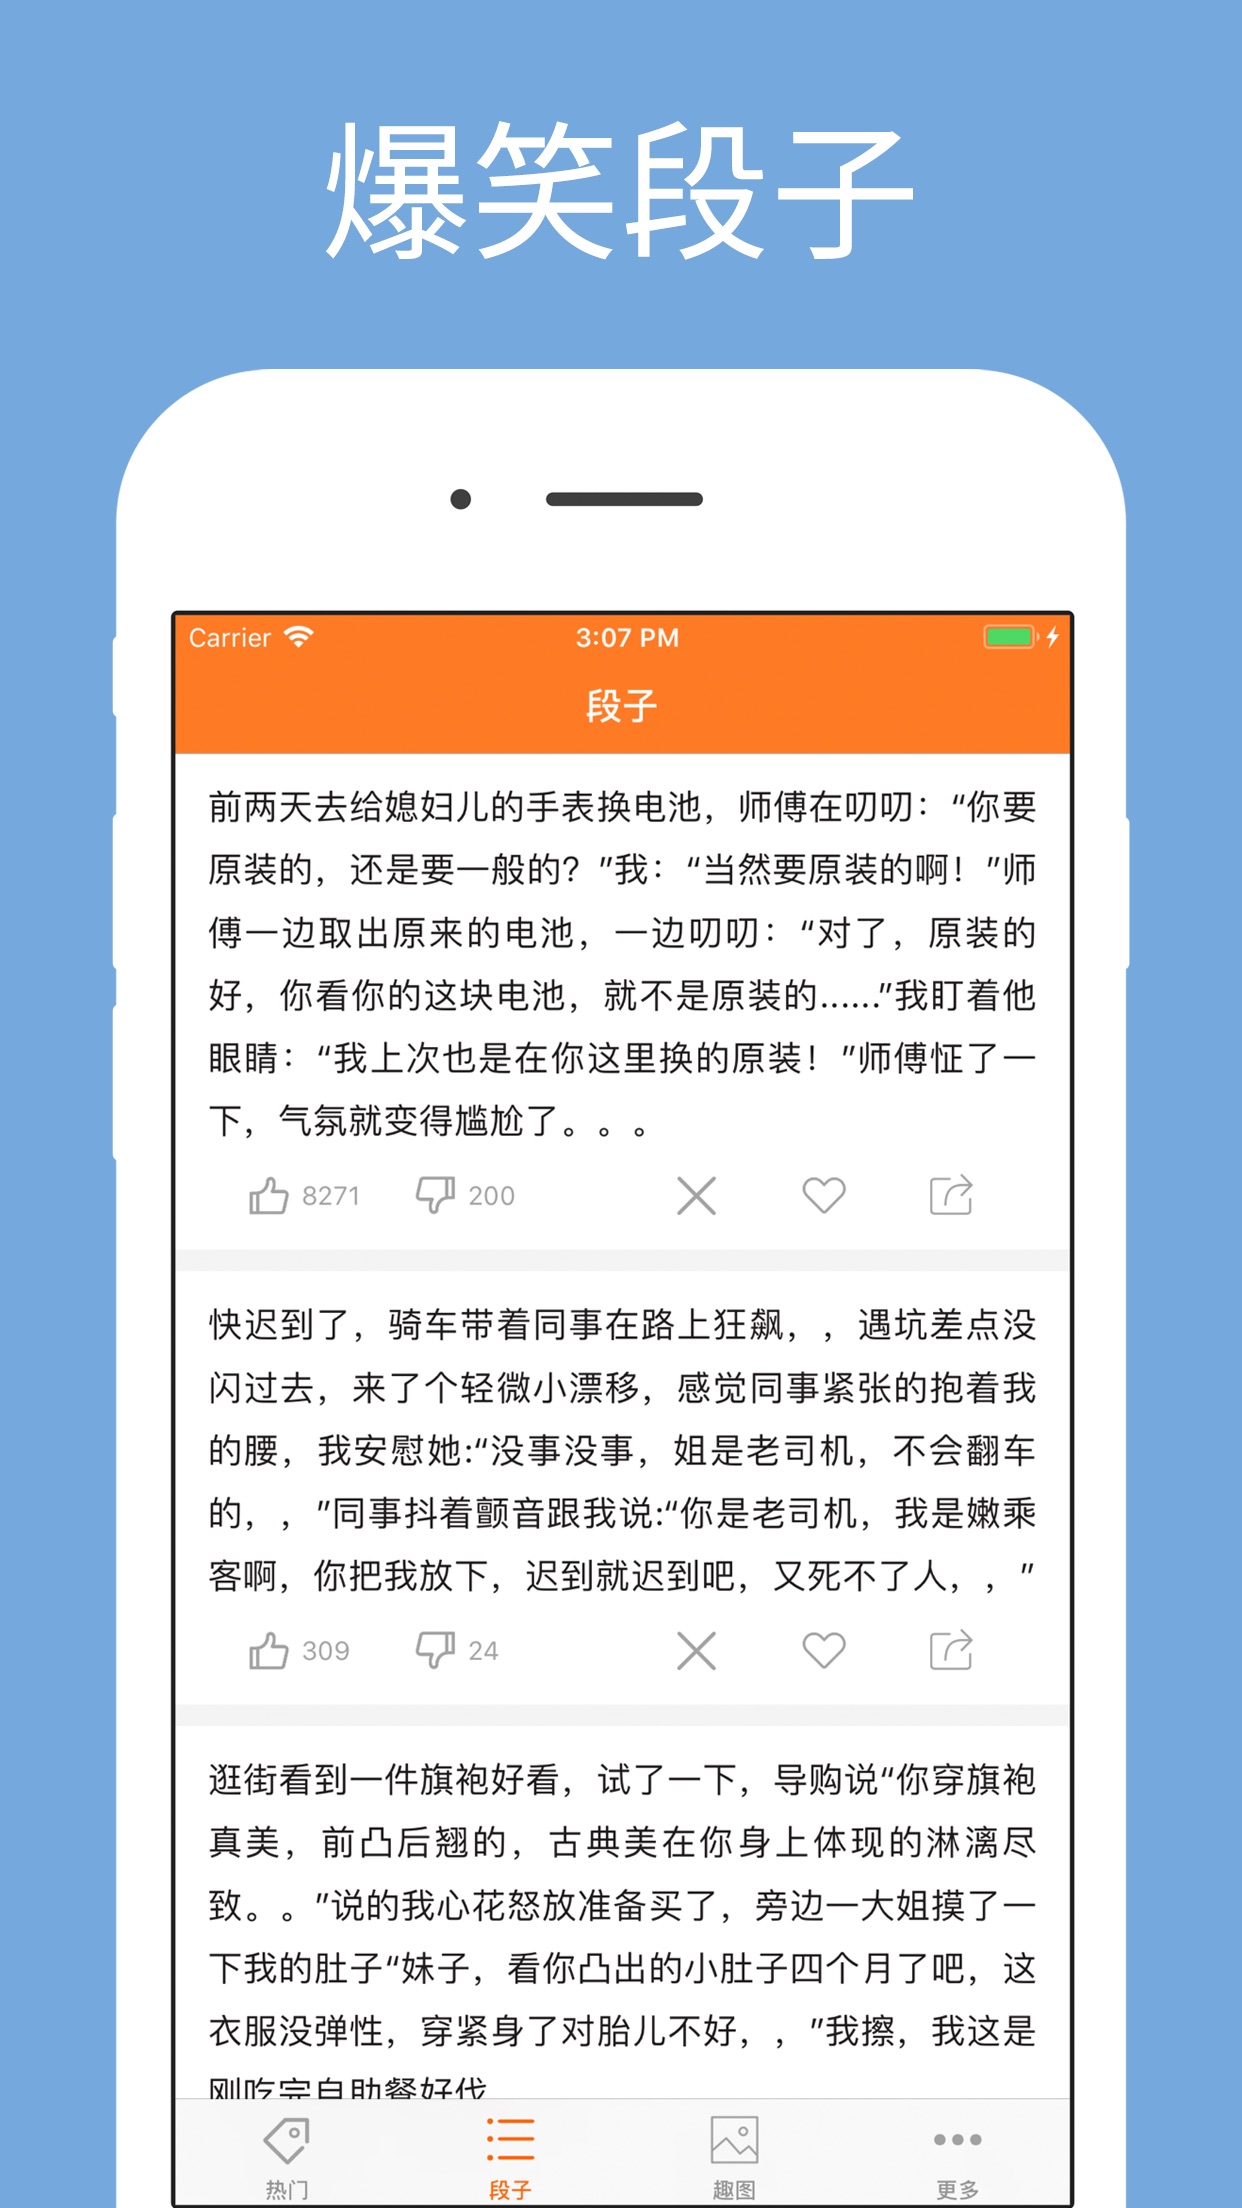 爆笑段子
Carrier
3:07 PM
段子
前两天去给媳妇儿的手表换电池，师傅在叨叨：“你要
原装的，还是要一般的？”我：“当然要原装的啊！”师
傅一边取出原来的电池，一边叨叨：“对了，原装的
好，你看你的这块电池，就不是原装的......”我盯着他
眼睛：“我上次也是在你这里换的原装！”师傅怔了一
下，气氛就变得尴尬了。。。
8271
200
快迟到了，骑车带着同事在路上狂飙，，遇坑差点没
闪过去，来了个轻微小漂移，感觉同事紧张的抱着我
的腰，我安慰她:“没事没事，姐是老司机，不会翻车
的，，”同事抖着颤音跟我说:“你是老司机，我是嫩乘
客啊，你把我放下，迟到就迟到吧，又死不了人，，”
309
24
逛街看到一件旗袍好看，试了一下，导购说“你穿旗袍
真美，前凸后翘的，古典美在你身上体现的淋漓尽
致。。”说的我心花怒放准备买了，旁边一大姐摸了一
下我的肚子“妹子，看你凸出的小肚子四个月了吧，这
衣服没弹性，穿紧身了对胎儿不好，，”我擦，我这是
刚吃完自助餐好伐
热门
段子
趣图
更多